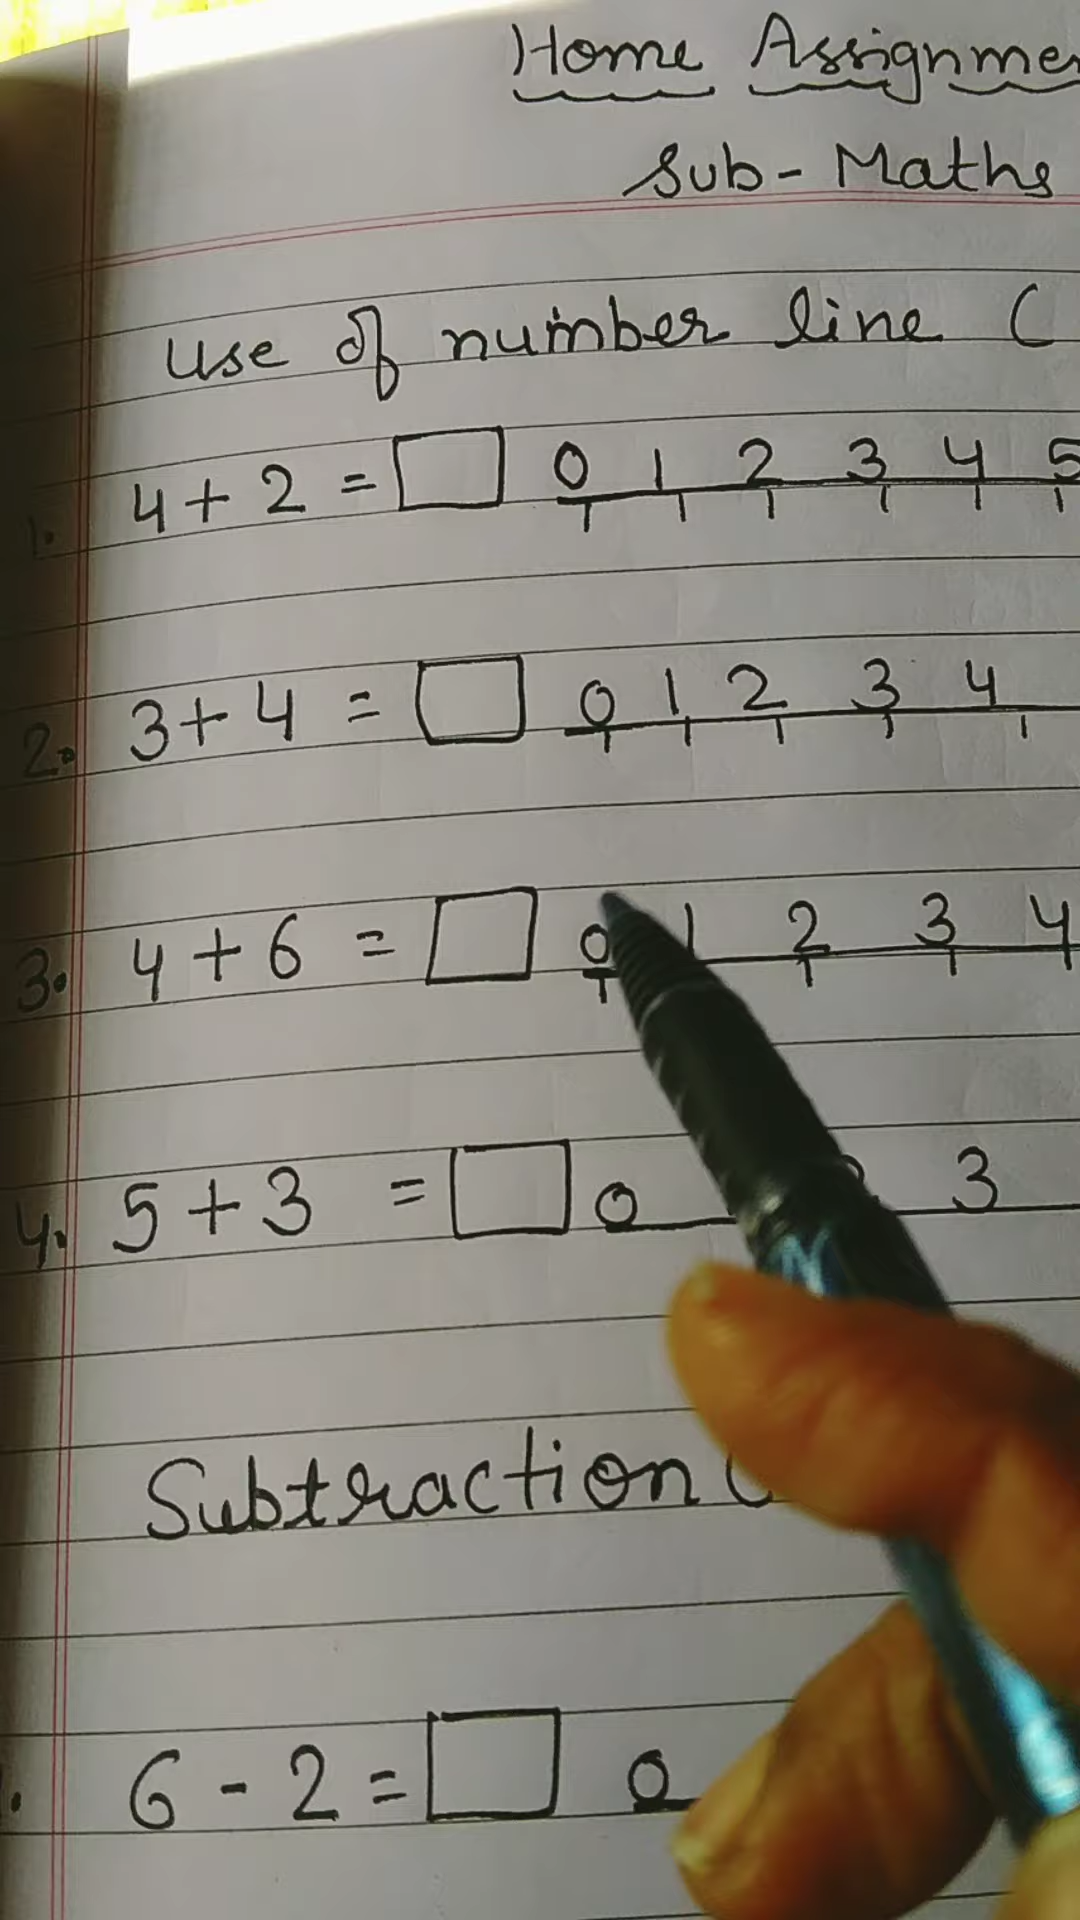 Home Assignmen
Sub - Maths
Use of number line (
1. 4 + 2 = 0 1 2 3 4 5
2. 3 + 4 = 0 1 2 3 4
3. 4 + 6 = 0 1 2 3 4
4. 5 + 3 = 0 3
Subtraction (
6 - 2 = 0